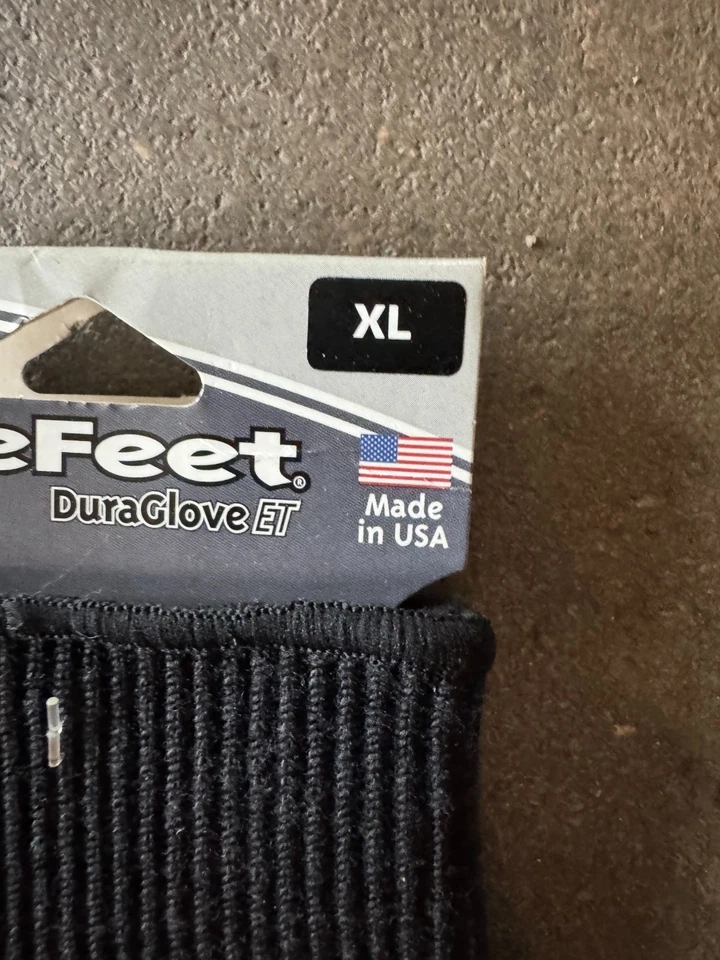 XL
eFeet®
DuraGlove ET
Made
in USA